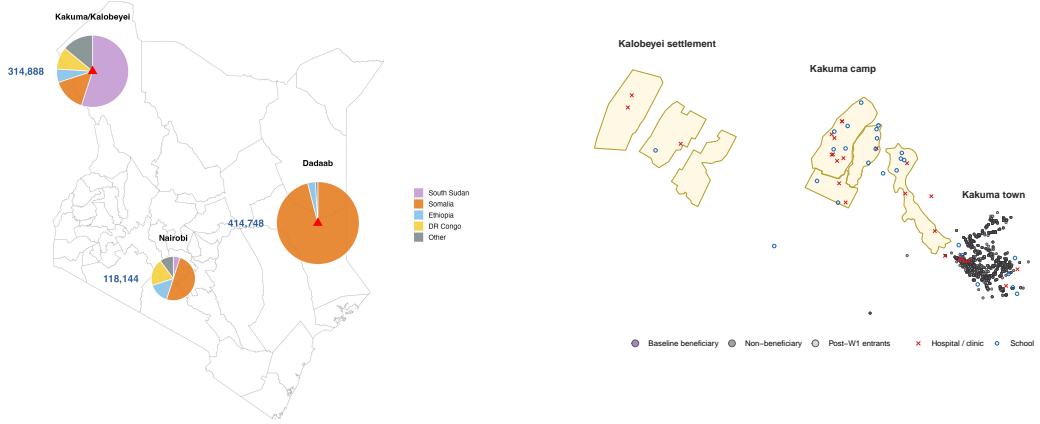 Kakuma/Kalobeyei
314,888
Dadaab
414,748
Nairobi
118,144
South Sudan
Somalia
Ethiopia
DR Congo
Other
Kalobeyei settlement
Kakuma camp
Kakuma town
Baseline beneficiary
Non−beneficiary
Post−W1 entrants
Hospital / clinic
School